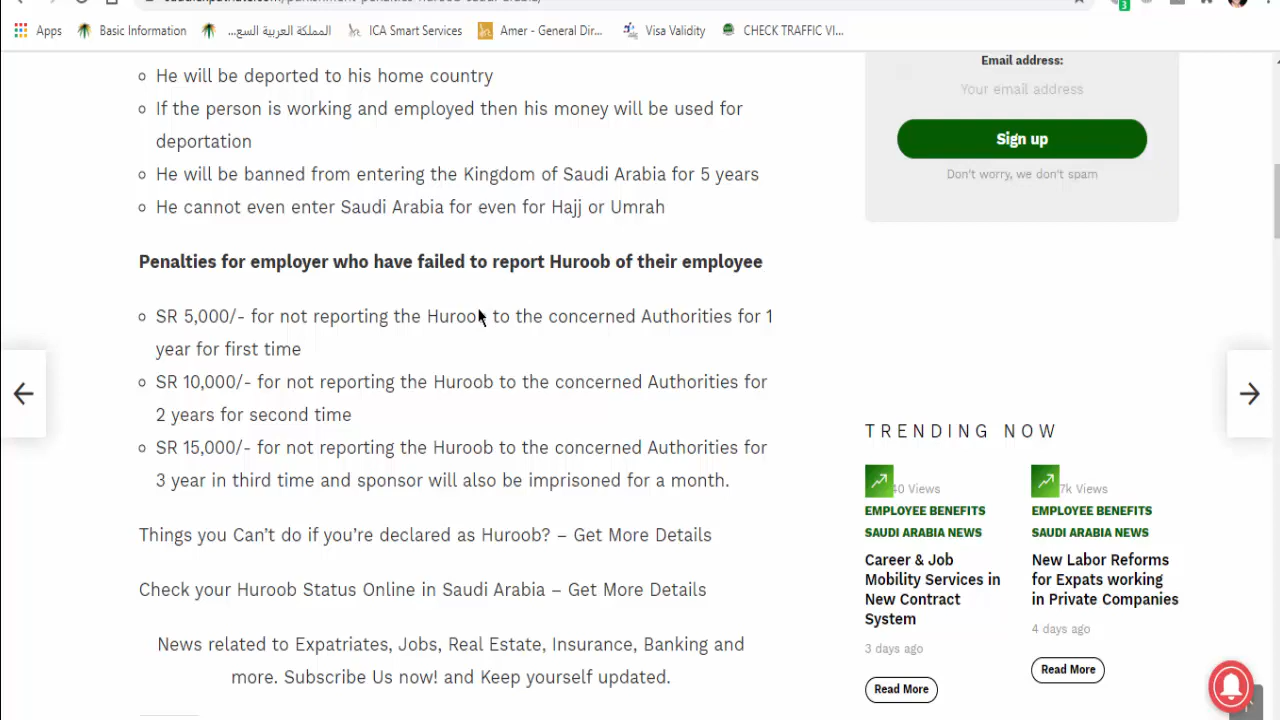 Apps
Basic Information
المملكة العربية السع...
ICA Smart Services
Amer - General Dir...
Visa Validity
CHECK TRAFFIC VI...
He will be deported to his home country
If the person is working and employed then his money will be used for
deportation
He will be banned from entering the Kingdom of Saudi Arabia for 5 years
He cannot even enter Saudi Arabia for even for Hajj or Umrah
Penalties for employer who have failed to report Huroob of their employee
SR 5,000/- for not reporting the Huroob to the concerned Authorities for 1
year for first time
SR 10,000/- for not reporting the Huroob to the concerned Authorities for
2 years for second time
SR 15,000/- for not reporting the Huroob to the concerned Authorities for
3 year in third time and sponsor will also be imprisoned for a month.
Things you Can't do if you're declared as Huroob? – Get More Details
Check your Huroob Status Online in Saudi Arabia – Get More Details
News related to Expatriates, Jobs, Real Estate, Insurance, Banking and
more. Subscribe Us now! and Keep yourself updated.
Email address:
Your email address
Sign up
Don't worry, we don't spam
TRENDING NOW
Views
EMPLOYEE BENEFITS
SAUDI ARABIA NEWS
Career & Job
Mobility Services in
New Contract
System
3 days ago
Read More
7k Views
EMPLOYEE BENEFITS
SAUDI ARABIA NEWS
New Labor Reforms
for Expats working
in Private Companies
4 days ago
Read More
3